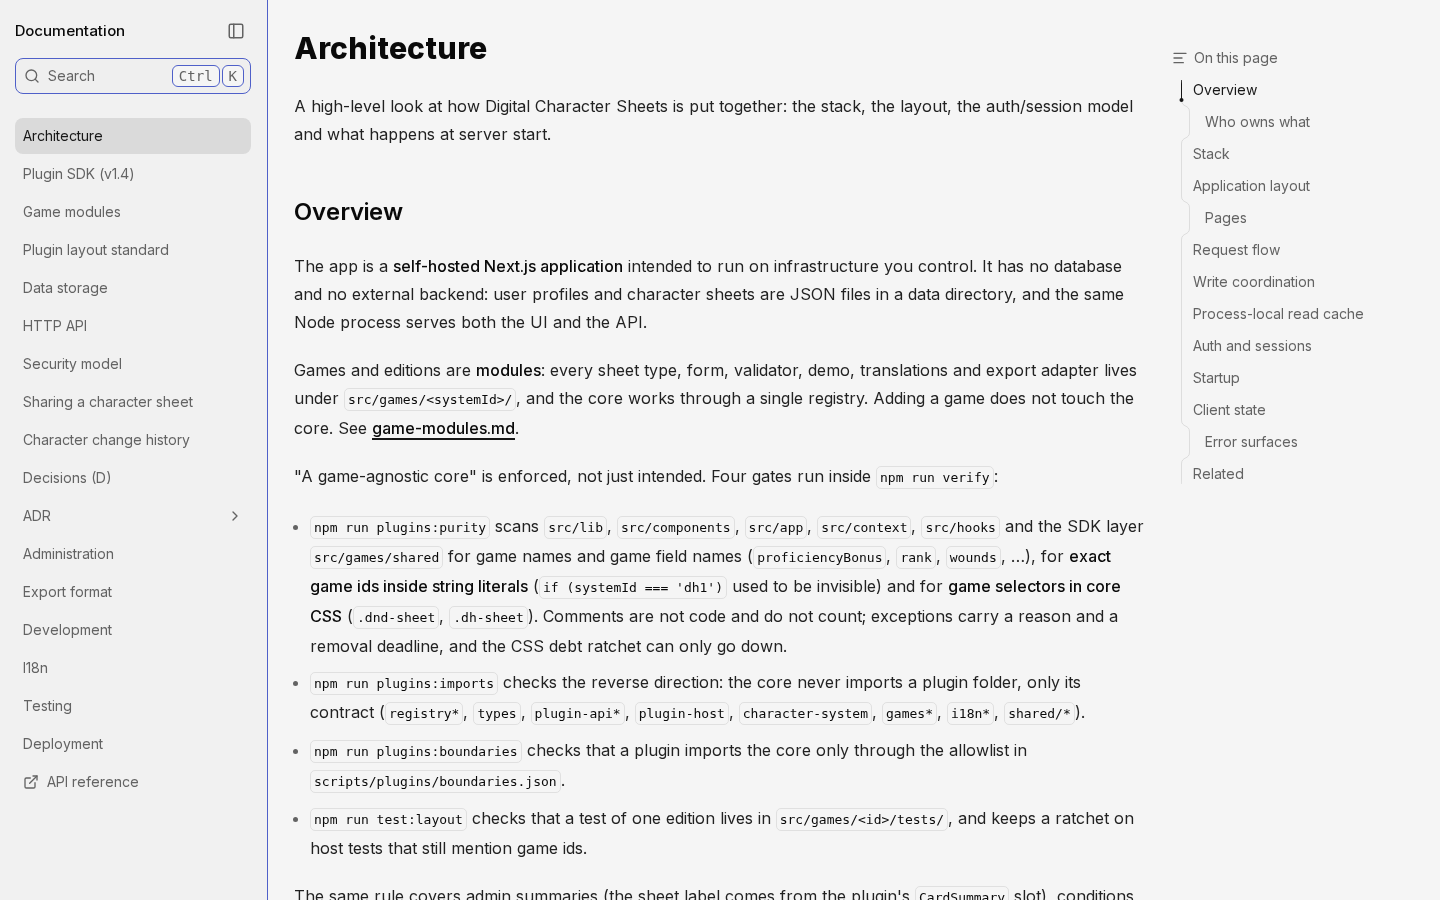 Documentation
Search
Ctrl K
Architecture
Plugin SDK (v1.4)
Game modules
Plugin layout standard
Data storage
HTTP API
Security model
Sharing a character sheet
Character change history
Decisions (D)
ADR
Administration
Export format
Development
I18n
Testing
Deployment
API reference
Architecture
A high-level look at how Digital Character Sheets is put together: the stack, the layout, the auth/session model
and what happens at server start.
Overview
The app is a self-hosted Next.js application intended to run on infrastructure you control. It has no database
and no external backend: user profiles and character sheets are JSON files in a data directory, and the same
Node process serves both the UI and the API.
Games and editions are modules: every sheet type, form, validator, demo, translations and export adapter lives
under src/games/<systemId>/, and the core works through a single registry. Adding a game does not touch the
core. See game-modules.md.
"A game-agnostic core" is enforced, not just intended. Four gates run inside npm run verify:
• npm run plugins:purity scans src/lib, src/components, src/app, src/context, src/hooks and the SDK layer
src/games/shared for game names and game field names (proficiencyBonus, rank, wounds, …), for exact
game ids inside string literals (if (systemId === 'dh1') used to be invisible) and for game selectors in core
CSS (.dnd-sheet, .dh-sheet). Comments are not code and do not count; exceptions carry a reason and a
removal deadline, and the CSS debt ratchet can only go down.
• npm run plugins:imports checks the reverse direction: the core never imports a plugin folder, only its
contract (registry*, types, plugin-api*, plugin-host, character-system, games*, i18n*, shared/*).
• npm run plugins:boundaries checks that a plugin imports the core only through the allowlist in
scripts/plugins/boundaries.json.
• npm run test:layout checks that a test of one edition lives in src/games/<id>/tests/, and keeps a ratchet on
host tests that still mention game ids.
The same rule covers admin summaries (the sheet label comes from the plugin's CardSummary slot), conditions
On this page
Overview
Who owns what
Stack
Application layout
Pages
Request flow
Write coordination
Process-local read cache
Auth and sessions
Startup
Client state
Error surfaces
Related